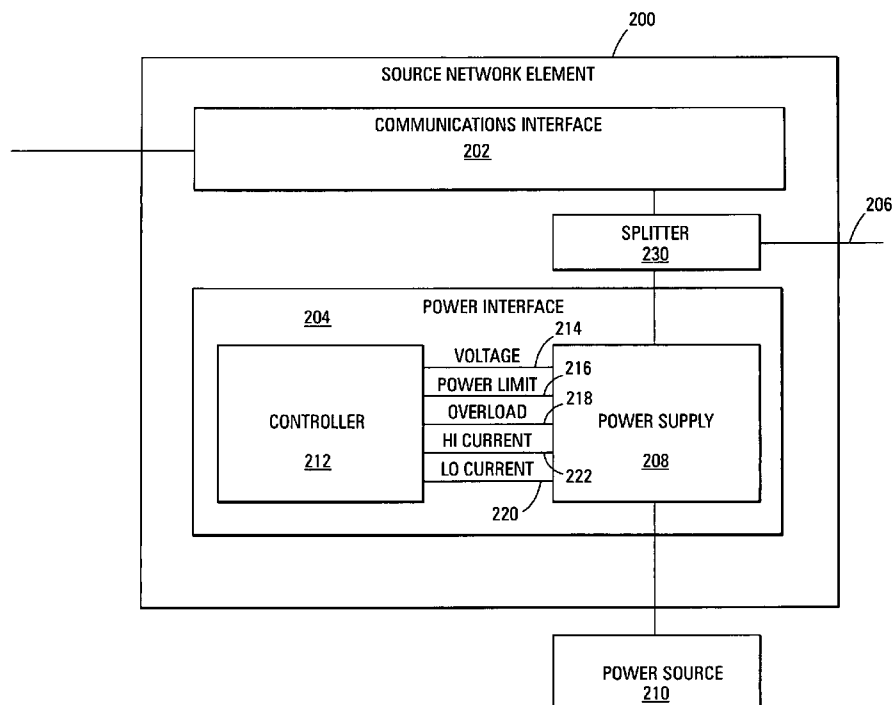 200
SOURCE NETWORK ELEMENT
COMMUNICATIONS INTERFACE
202
206
SPLITTER
230
POWER INTERFACE
204
214
VOLTAGE
216
POWER LIMIT
218
OVERLOAD
CONTROLLER
POWER SUPPLY
HI CURRENT
212
222
208
LO CURRENT
220
POWER SOURCE
210